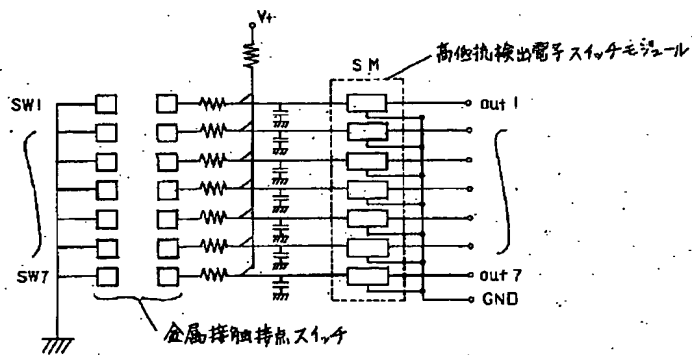 V+
高抵抗検出電子スイッチモジュール
SM
SW1
out 1
SW7
out 7
GND
金属接触接点スイッチ